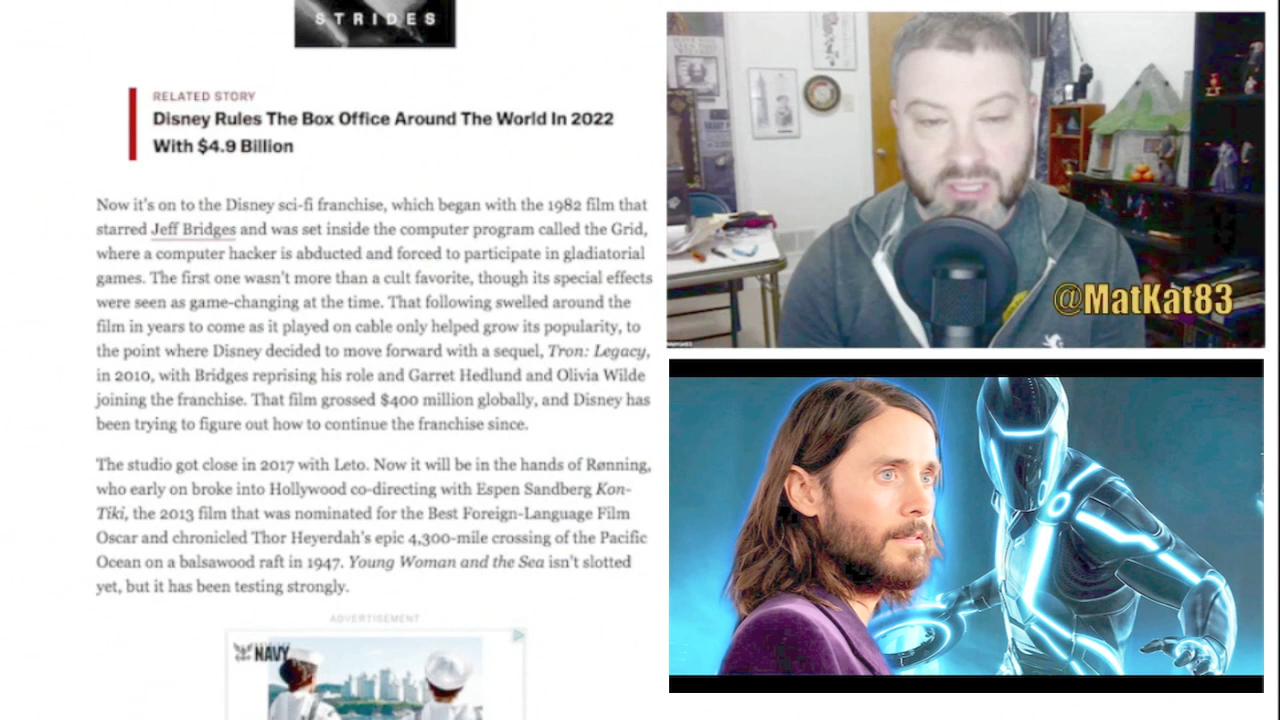 STRIDES
RELATED STORY
Disney Rules The Box Office Around The World In 2022
With $4.9 Billion
Now it's on to the Disney sci-fi franchise, which began with the 1982 film that
starred Jeff Bridges and was set inside the computer program called the Grid,
where a computer hacker is abducted and forced to participate in gladiatorial
games. The first one wasn't more than a cult favorite, though its special effects
were seen as game-changing at the time. That following swelled around the
film in years to come as it played on cable only helped grow its popularity, to
the point where Disney decided to move forward with a sequel, Tron: Legacy,
in 2010, with Bridges reprising his role and Garret Hedlund and Olivia Wilde
joining the franchise. That film grossed $400 million globally, and Disney has
been trying to figure out how to continue the franchise since.
The studio got close in 2017 with Leto. Now it will be in the hands of Rønning,
who early on broke into Hollywood co-directing with Espen Sandberg Kon-
Tiki, the 2013 film that was nominated for the Best Foreign-Language Film
Oscar and chronicled Thor Heyerdah's epic 4,300-mile crossing of the Pacific
Ocean on a balsawood raft in 1947. Young Woman and the Sea isn't slotted
yet, but it has been testing strongly.
ADVERTISEMENT
NAVY
@MatKat83